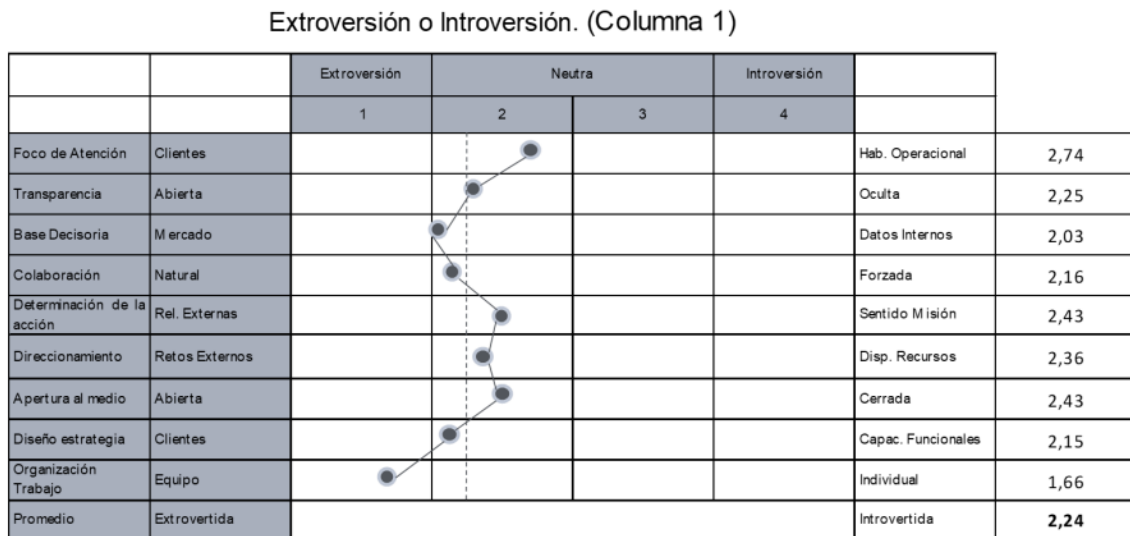 Extroversión o Introversión. (Columna 1)
Extroversión Neutra Introversión
1 2 3 4
Foco de Atención Clientes Hab. Operacional 2,74
Transparencia Abierta Oculta 2,25
Base Decisoria Mercado Datos Internos 2,03
Colaboración Natural Forzada 2,16
Determinación de la
acción Rel. Externas Sentido Misión 2,43
Direccionamiento Retos Externos Disp. Recursos 2,36
Apertura al medio Abierta Cerrada 2,43
Diseño estrategia Clientes Capac. Funcionales 2,15
Organización
Trabajo Equipo Individual 1,66
Promedio Extrovertida Introvertida 2,24